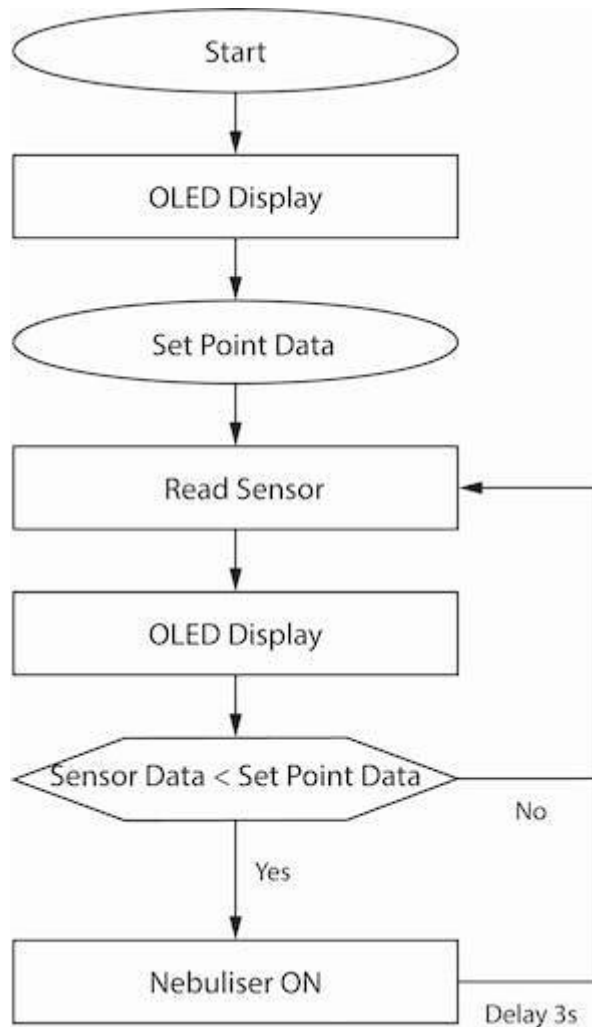 Start
OLED Display
Set Point Data
Read Sensor
OLED Display
Sensor Data < Set Point Data
No
Yes
Nebuliser ON
Delay 3s